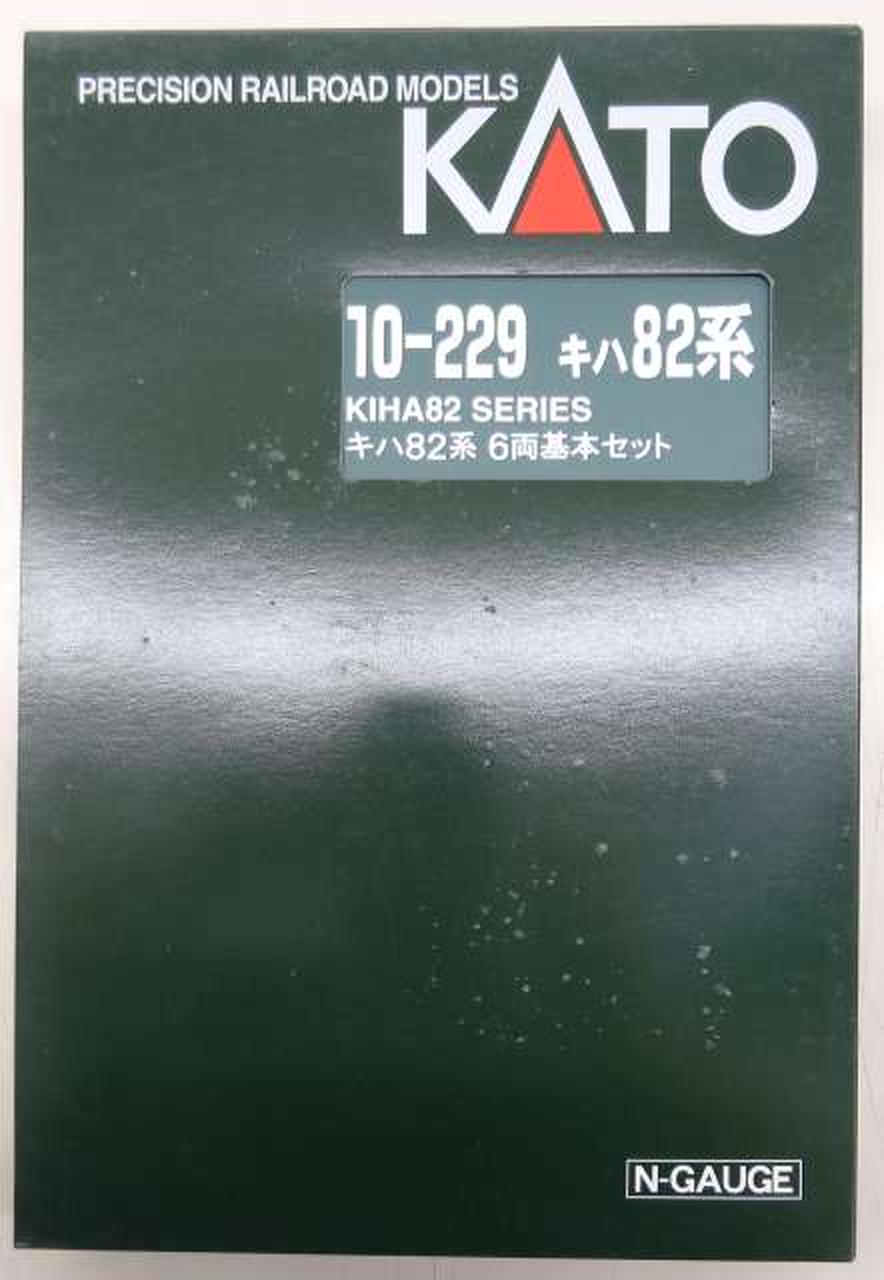 PRECISION RAILROAD MODELS
KATO
10-229 キハ82系
KIHA82 SERIES
キハ82系 6両基本セット
N-GAUGE